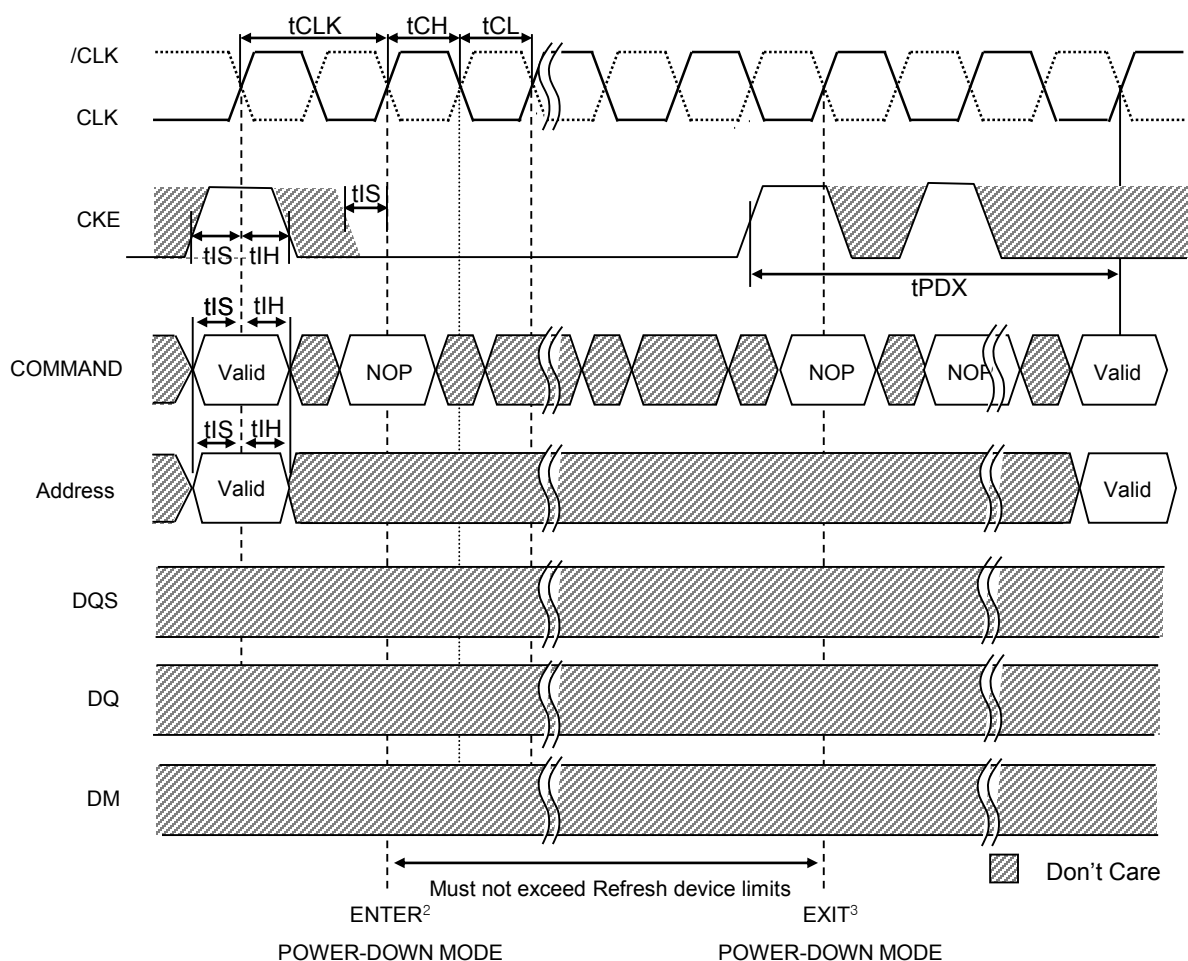 tCLK tCH tCL
/CLK
CLK
tIS
CKE
tIS tIH
tPDX
tIS tIH
COMMAND Valid NOP NOP NOP Valid
tIS tIH
Address Valid Valid
DQS
DQ
DM
Don't Care
Must not exceed Refresh device limits
ENTER² EXIT³
POWER-DOWN MODE POWER-DOWN MODE